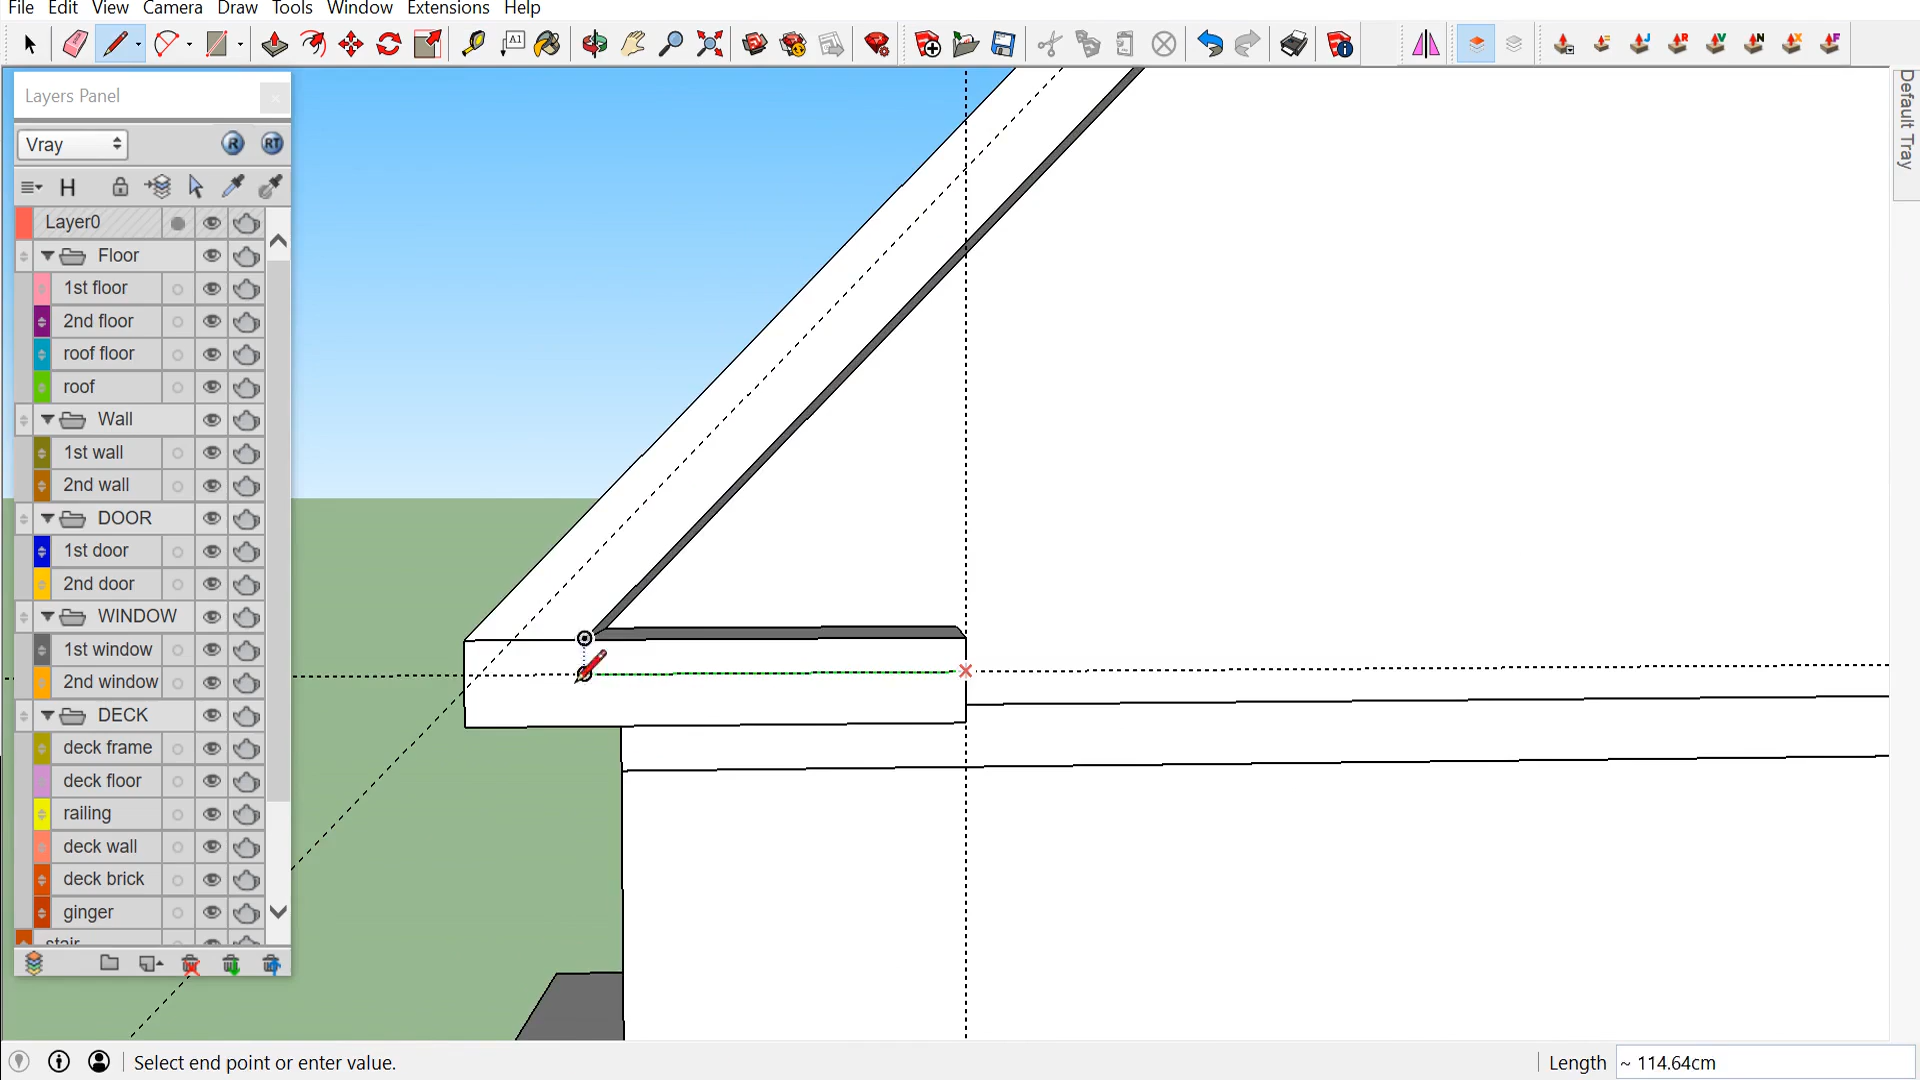 File Edit View Camera Draw Tools Window Extensions Help
A1
J R V N X F
Layers Panel
Default Tray
Vray
R RT
H
Layer0
Floor
1st floor
2nd floor
roof floor
roof
Wall
1st wall
2nd wall
DOOR
1st door
2nd door
WINDOW
1st window
2nd window
DECK
deck frame
deck floor
railing
deck wall
deck brick
ginger
stair
Select end point or enter value.
Length ~ 114.64cm